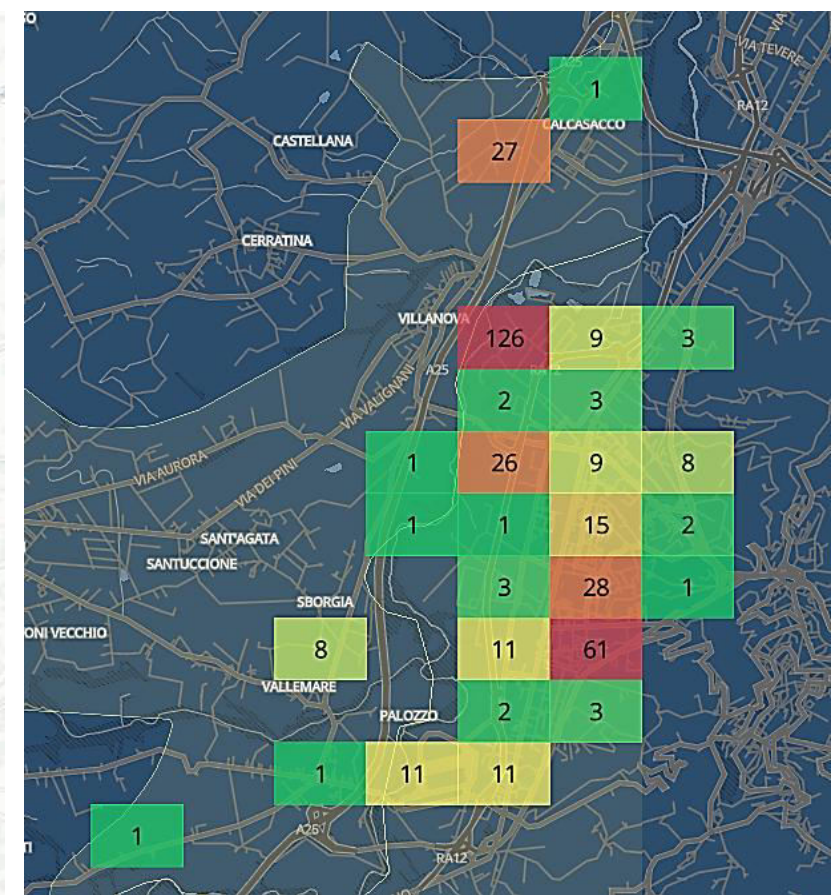 SO
VIA TEVERE
A25
1
RA12
CALCASACCO
CASTELLANA
27
CERRATINA
VILLANOVA
126
9
3
A25
2
3
VIA VALIGNANI
1
26
9
8
VIA AURORA
VIA DEI PINI
1
1
15
2
SANT'AGATA
SANTUCCIONE
3
28
1
SBORGIA
ONI VECCHIO
8
11
61
VALLEMARE
2
3
PALOZZO
1
11
11
1
A25
RA12